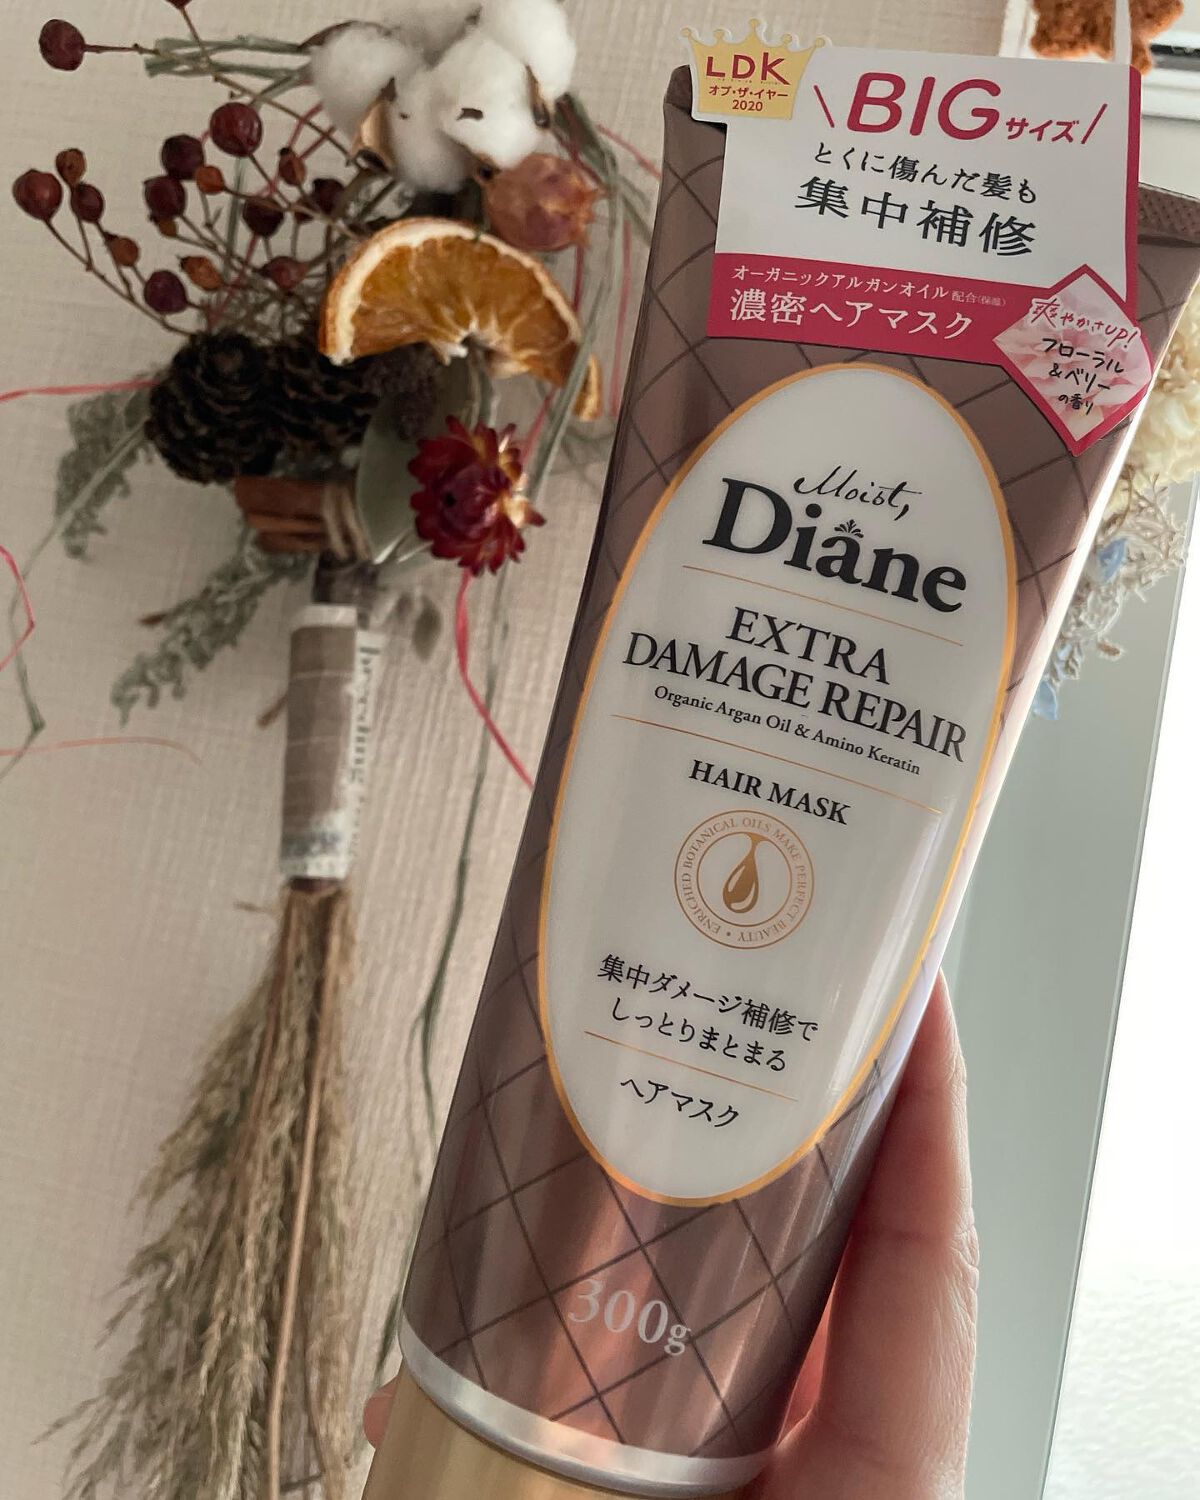 LDK
オブ・ザ・イヤー
2020
\BIGサイズ/
とくに傷んだ髪も
集中補修
オーガニックアルガンオイル配合(保湿)
濃密ヘアマスク
爽やかさUP!
フローラル
&ベリー
の香り
Moist,
Diane
EXTRA
DAMAGE REPAIR
Organic Argan Oil & Amino Keratin
HAIR MASK
ENRICHED BOTANICAL OILS MAKE PERFECT BEAUTY •
集中ダメージ補修で
しっとりまとまる
ヘアマスク
300g